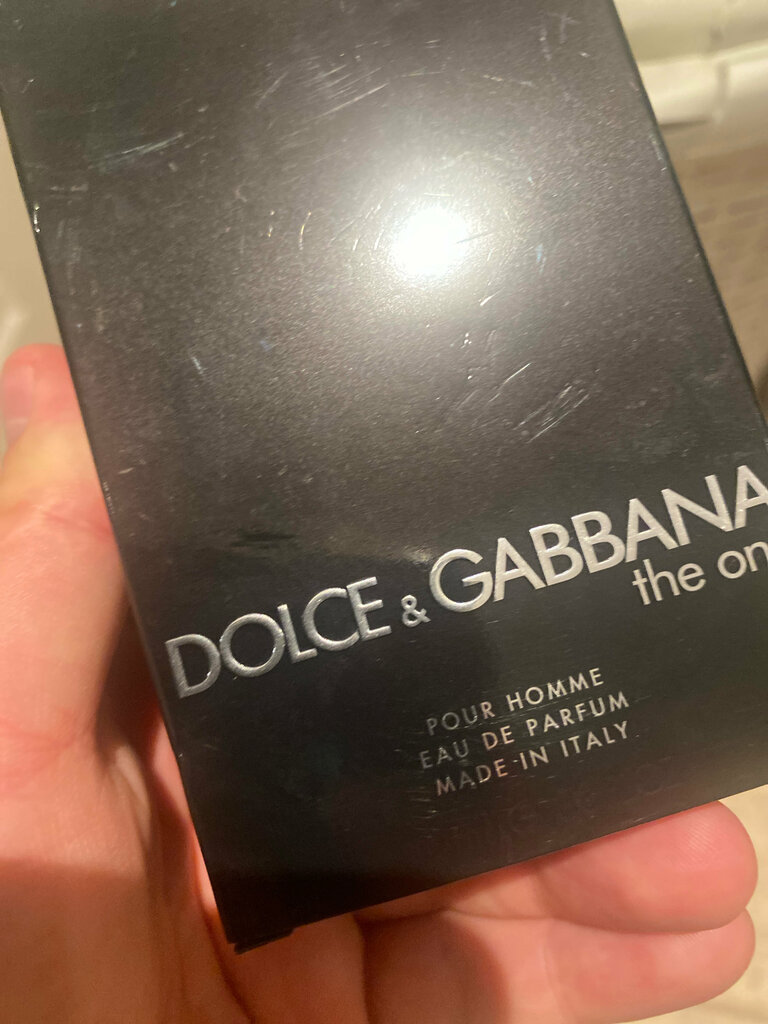 DOLCE & GABBANA
the on
POUR HOMME
EAU DE PARFUM
MADE IN ITALY